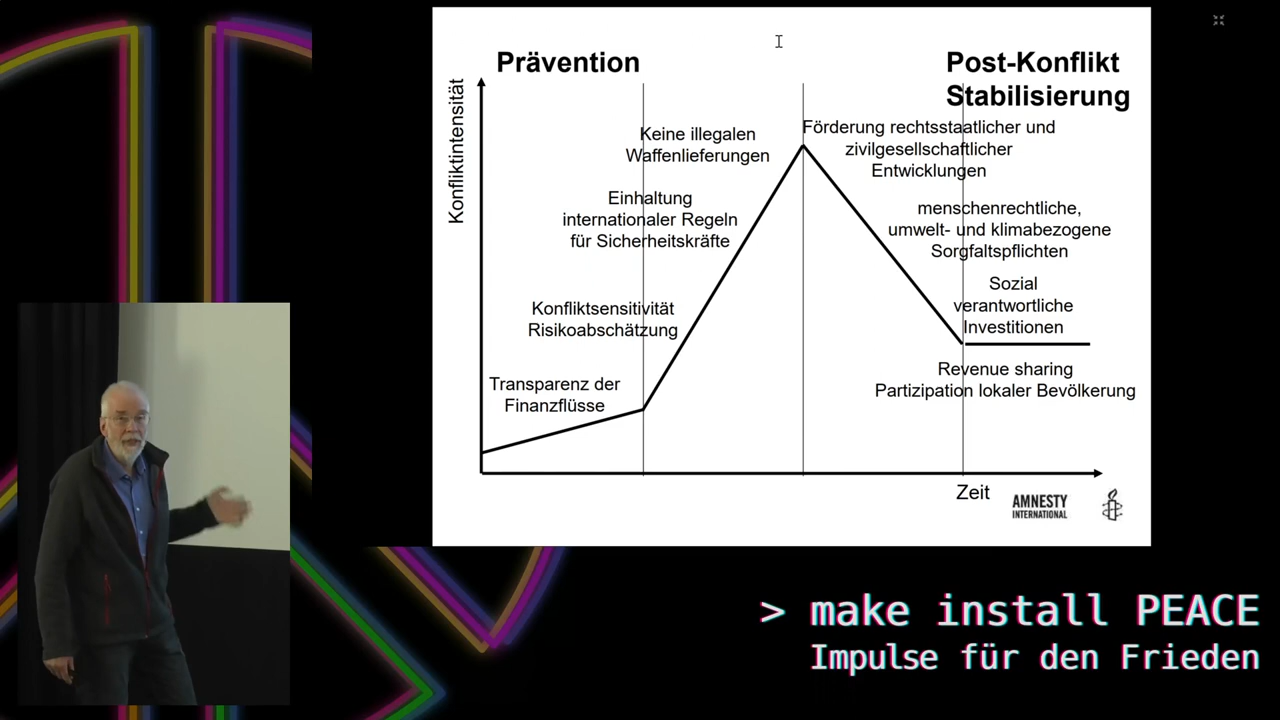 Prävention
Post-Konflikt
Stabilisierung
Konfliktintensität
Keine illegalen
Waffenlieferungen
Förderung rechtsstaatlicher und
zivilgesellschaftlicher
Entwicklungen
Einhaltung
internationaler Regeln
für Sicherheitskräfte
menschenrechtliche,
umwelt- und klimabezogene
Sorgfaltspflichten
Konfliktsensitivität
Risikoabschätzung
Sozial
verantwortliche
Investitionen
Transparenz der
Finanzflüsse
Revenue sharing
Partizipation lokaler Bevölkerung
Zeit
AMNESTY
INTERNATIONAL
> make install PEACE
Impulse für den Frieden